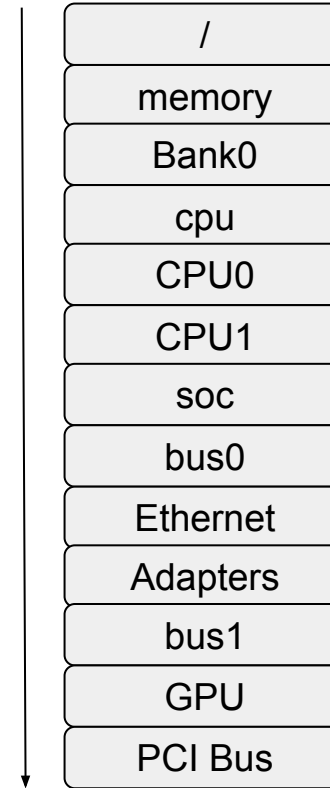 /
memory
Bank0
cpu
CPU0
CPU1
soc
bus0
Ethernet
Adapters
bus1
GPU
PCI Bus